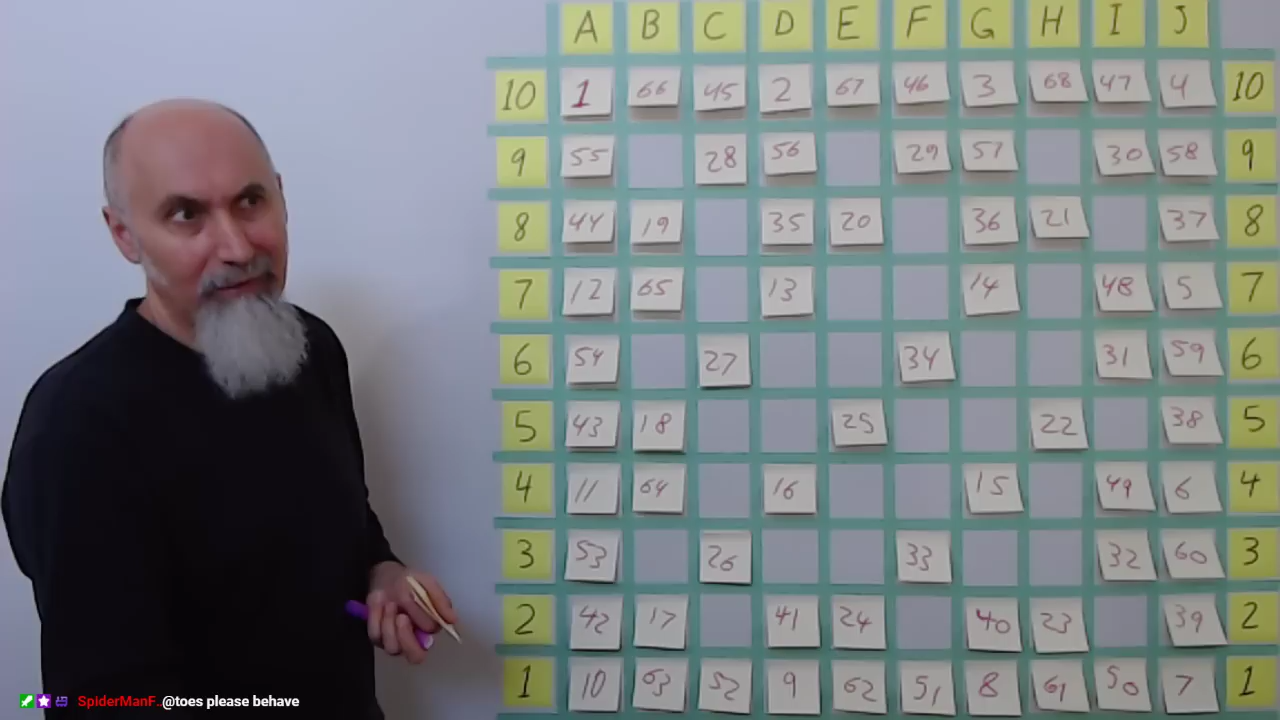 A B C D E F G H I J
10 1 66 45 2 67 46 3 68 47 4 10
9 55 28 56 29 57 30 58 9
8 44 19 35 20 36 21 37 8
7 12 65 13 14 48 5 7
6 54 27 34 31 59 6
5 43 18 25 22 38 5
4 11 64 16 15 49 6 4
3 53 26 33 32 60 3
2 42 17 41 24 40 23 39 2
1 10 63 52 9 62 51 8 61 50 7 1
SpiderManF..@toes please behave